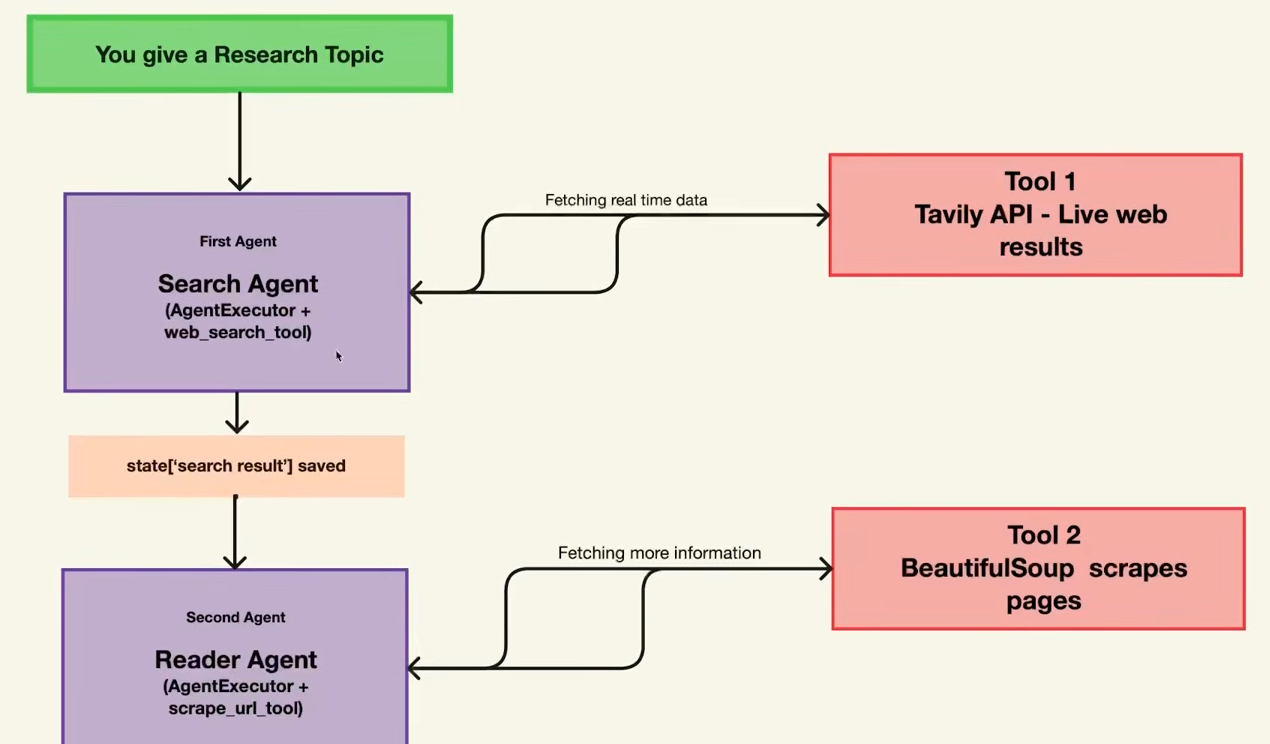 You give a Research Topic
First Agent
Search Agent
(AgentExecutor +
web_search_tool)
Fetching real time data
Tool 1
Tavily API - Live web
results
state[‘search result’] saved
Second Agent
Reader Agent
(AgentExecutor +
scrape_url_tool)
Fetching more information
Tool 2
BeautifulSoup  scrapes
pages